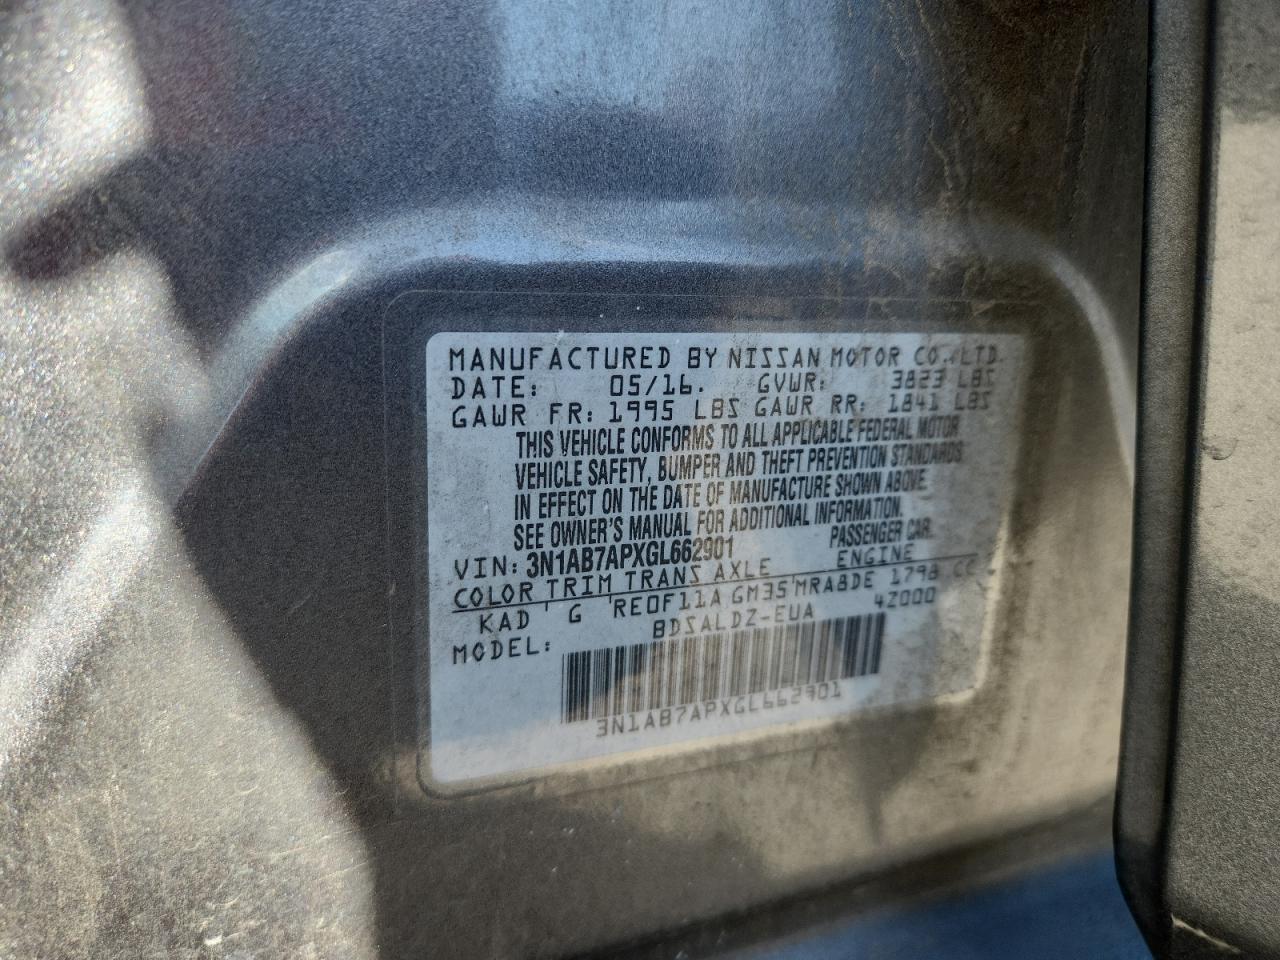 MANUFACTURED BY NISSAN MOTOR CO., LTD.
DATE: 05/16. GVWR: 3823 LBS
GAWR FR: 1995 LBS GAWR RR: 1841 LBS
THIS VEHICLE CONFORMS TO ALL APPLICABLE FEDERAL MOTOR
VEHICLE SAFETY, BUMPER AND THEFT PREVENTION STANDARDS
IN EFFECT ON THE DATE OF MANUFACTURE SHOWN ABOVE.
SEE OWNER'S MANUAL FOR ADDITIONAL INFORMATION.
VIN: 3N1AB7APXGL662901 PASSENGER CAR.
COLOR TRIM TRANS AXLE ENGINE
KAD G RE0F11A GM35 MRA8DE 1798 CC
MODEL: BDSALDZ-EUA 4Z000
3N1AB7APXGL662901